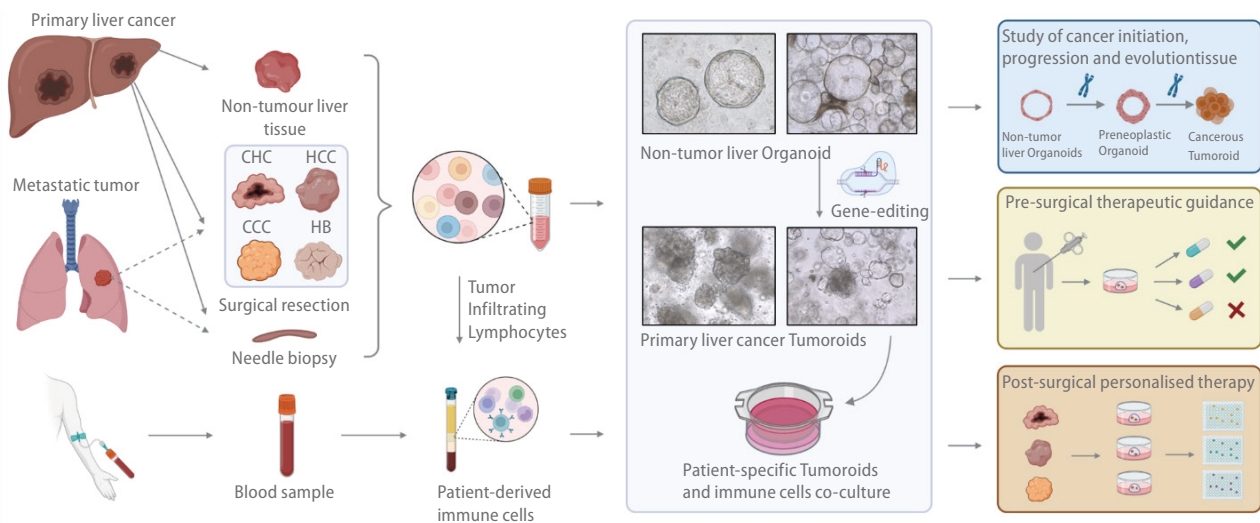 Primary liver cancer
Non-tumour liver
tissue
CHC
HCC
Metastatic tumor
CCC
HB
Surgical resection
Needle biopsy
Tumor
Infiltrating
Lymphocytes
Blood sample
Patient-derived
immune cells
Non-tumor liver Organoid
Gene-editing
Primary liver cancer Tumoroids
Patient-specific Tumoroids
and immune cells co-culture
Study of cancer initiation,
progression and evolutiontissue
Non-tumor
liver Organoids
Preneoplastic
Organoid
Cancerous
Tumoroid
Pre-surgical therapeutic guidance
Post-surgical personalised therapy